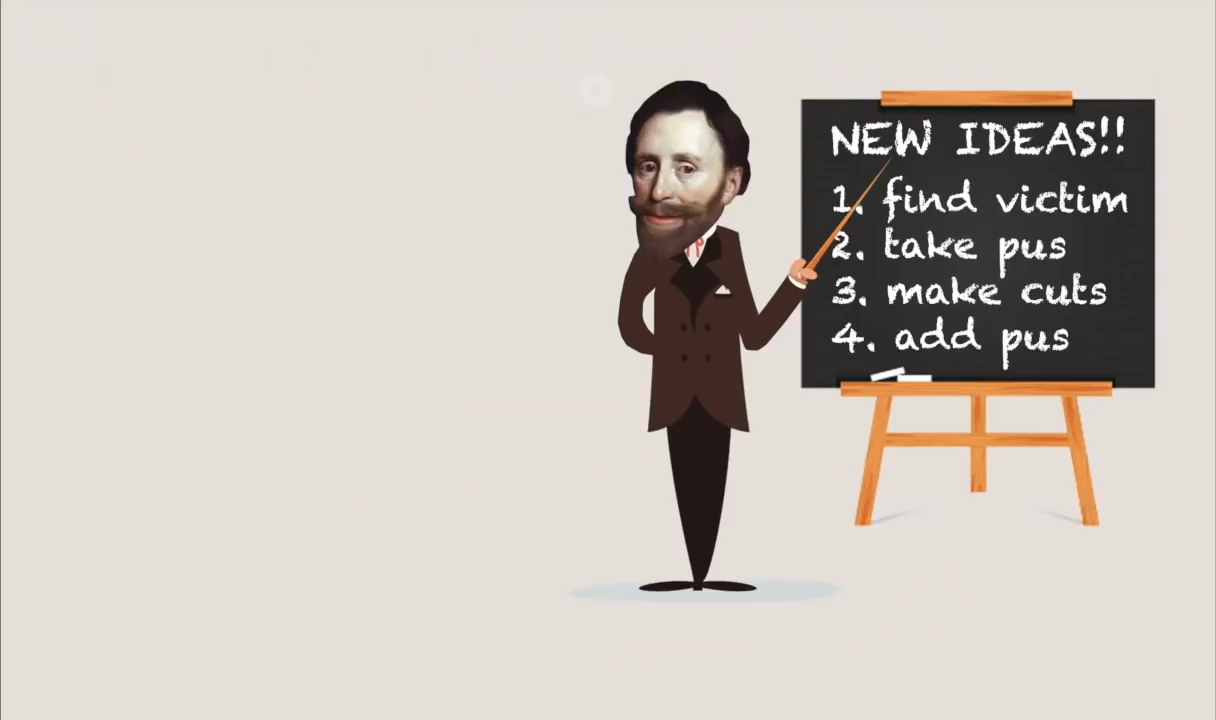 NEW IDEAS!!
1. find victim
2. take pus
3. make cuts
4. add pus